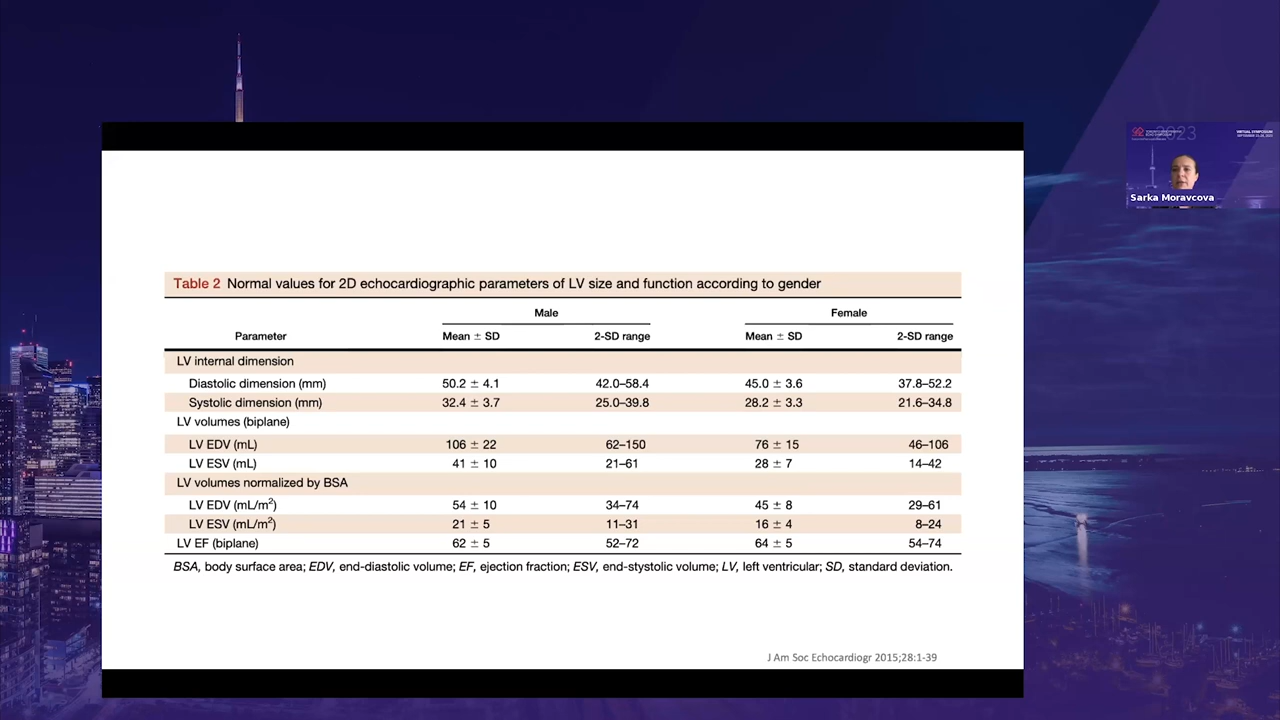 Table 2 Normal values for 2D echocardiographic parameters of LV size and function according to gender
Male Female
Parameter Mean ± SD 2-SD range Mean ± SD 2-SD range
LV internal dimension
Diastolic dimension (mm) 50.2 ± 4.1 42.0–58.4 45.0 ± 3.6 37.8–52.2
Systolic dimension (mm) 32.4 ± 3.7 25.0–39.8 28.2 ± 3.3 21.6–34.8
LV volumes (biplane)
LV EDV (mL) 106 ± 22 62–150 76 ± 15 46–106
LV ESV (mL) 41 ± 10 21–61 28 ± 7 14–42
LV volumes normalized by BSA
LV EDV (mL/m²) 54 ± 10 34–74 45 ± 8 29–61
LV ESV (mL/m²) 21 ± 5 11–31 16 ± 4 8–24
LV EF (biplane) 62 ± 5 52–72 64 ± 5 54–74
BSA, body surface area; EDV, end-diastolic volume; EF, ejection fraction; ESV, end-stystolic volume; LV, left ventricular; SD, standard deviation.
J Am Soc Echocardiogr 2015;28:1-39
2023
VIRTUAL SYMPOSIUM
Sarka Moravcova